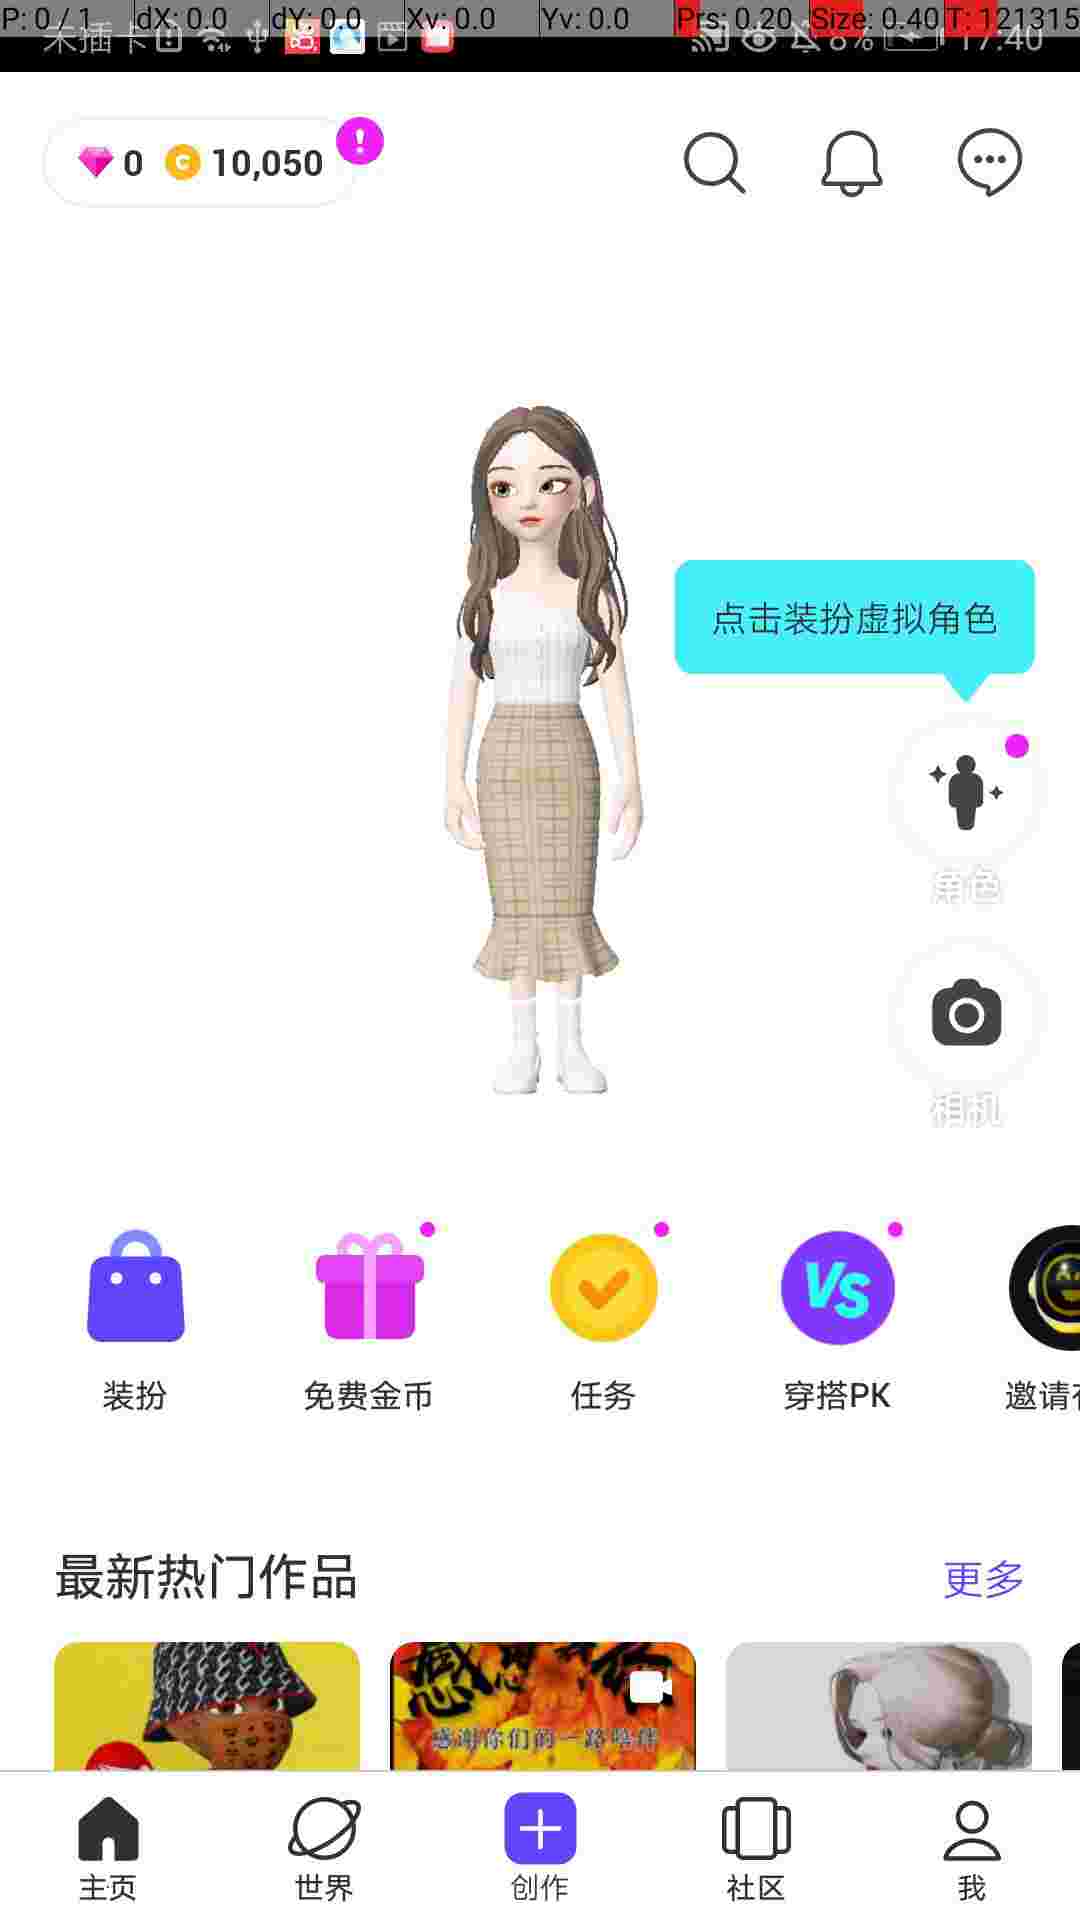 P: 0 / 1 dX: 0.0 dY: 0.0 Xv: 0.0 Yv: 0.0 Prs: 0.20 Size: 0.40 T: 121315
未插卡 8% 17:40
0 10,050
点击装扮虚拟角色
角色
相机
VS
装扮 免费金币 任务 穿搭PK 邀请
最新热门作品 更多
感谢你们的一路陪伴
主页 世界 创作 社区 我